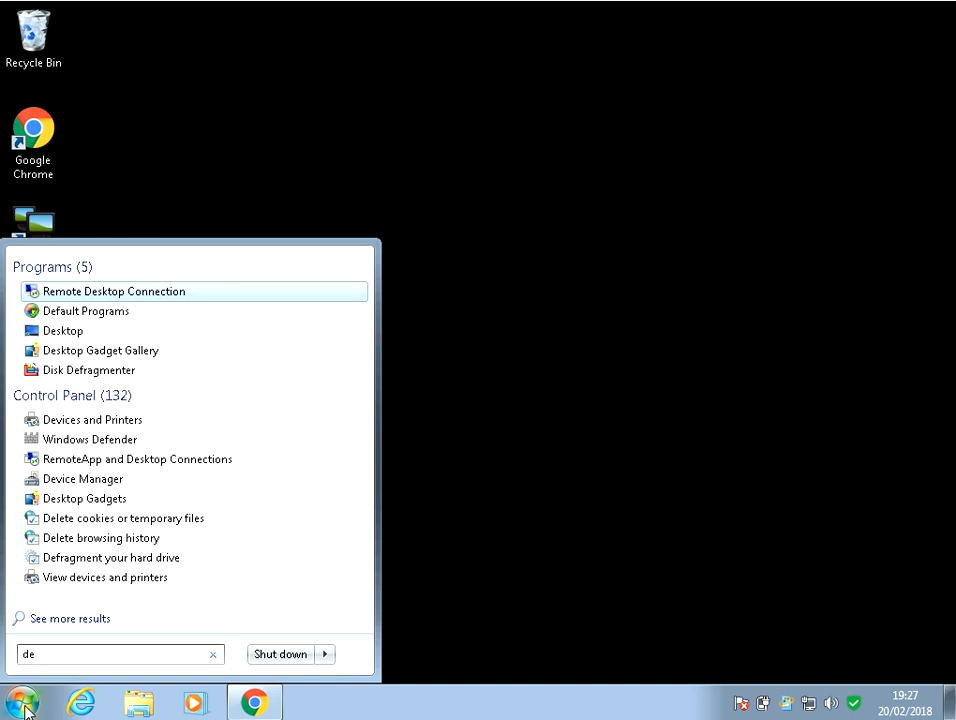 Recycle Bin
Google
Chrome
Programs (5)
Remote Desktop Connection
Default Programs
Desktop
Desktop Gadget Gallery
Disk Defragmenter
Control Panel (132)
Devices and Printers
Windows Defender
RemoteApp and Desktop Connections
Device Manager
Desktop Gadgets
Delete cookies or temporary files
Delete browsing history
Defragment your hard drive
View devices and printers
See more results
de
Shut down
19:27
20/02/2018